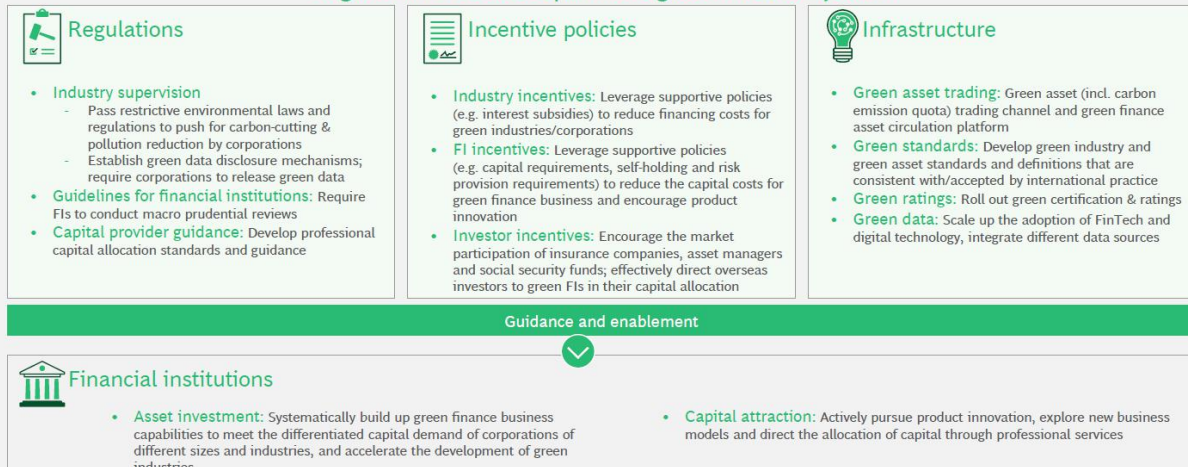 Regulations
• Industry supervision
- Pass restrictive environmental laws and
regulations to push for carbon-cutting &
pollution reduction by corporations
- Establish green data disclosure mechanisms;
require corporations to release green data
• Guidelines for financial institutions: Require
FIs to conduct macro prudential reviews
• Capital provider guidance: Develop professional
capital allocation standards and guidance
Incentive policies
• Industry incentives: Leverage supportive policies
(e.g. interest subsidies) to reduce financing costs for
green industries/corporations
• FI incentives: Leverage supportive policies
(e.g. capital requirements, self-holding and risk
provision requirements) to reduce the capital costs for
green finance business and encourage product
innovation
• Investor incentives: Encourage the market
participation of insurance companies, asset managers
and social security funds; effectively direct overseas
investors to green FIs in their capital allocation
Infrastructure
• Green asset trading: Green asset (incl. carbon
emission quota) trading channel and green finance
asset circulation platform
• Green standards: Develop green industry and
green asset standards and definitions that are
consistent with/accepted by international practice
• Green ratings: Roll out green certification & ratings
• Green data: Scale up the adoption of FinTech and
digital technology, integrate different data sources
Guidance and enablement
Financial institutions
• Asset investment: Systematically build up green finance business
capabilities to meet the differentiated capital demand of corporations of
different sizes and industries, and accelerate the development of green
industries
• Capital attraction: Actively pursue product innovation, explore new business
models and direct the allocation of capital through professional services